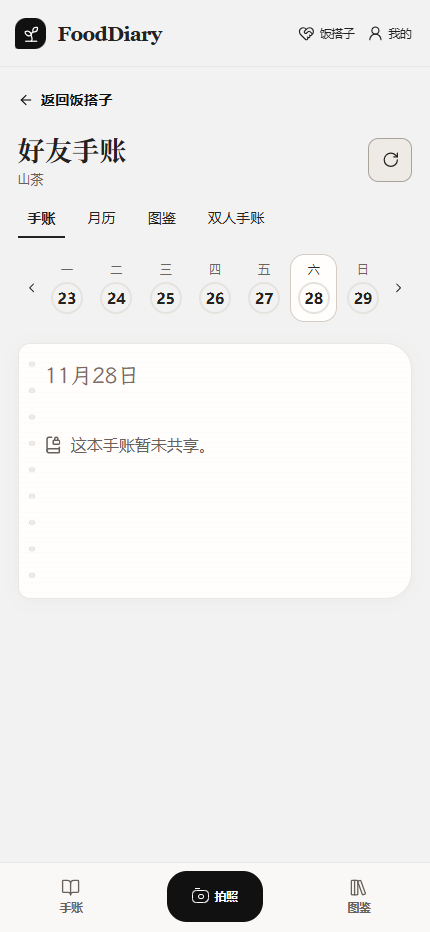 FoodDiary
饭搭子
我的
返回饭搭子
好友手账
山茶
手账 月历 图鉴 双人手账
一 二 三 四 五 六 日
23 24 25 26 27 28 29
11月28日
这本手账暂未共享。
手账
拍照
图鉴